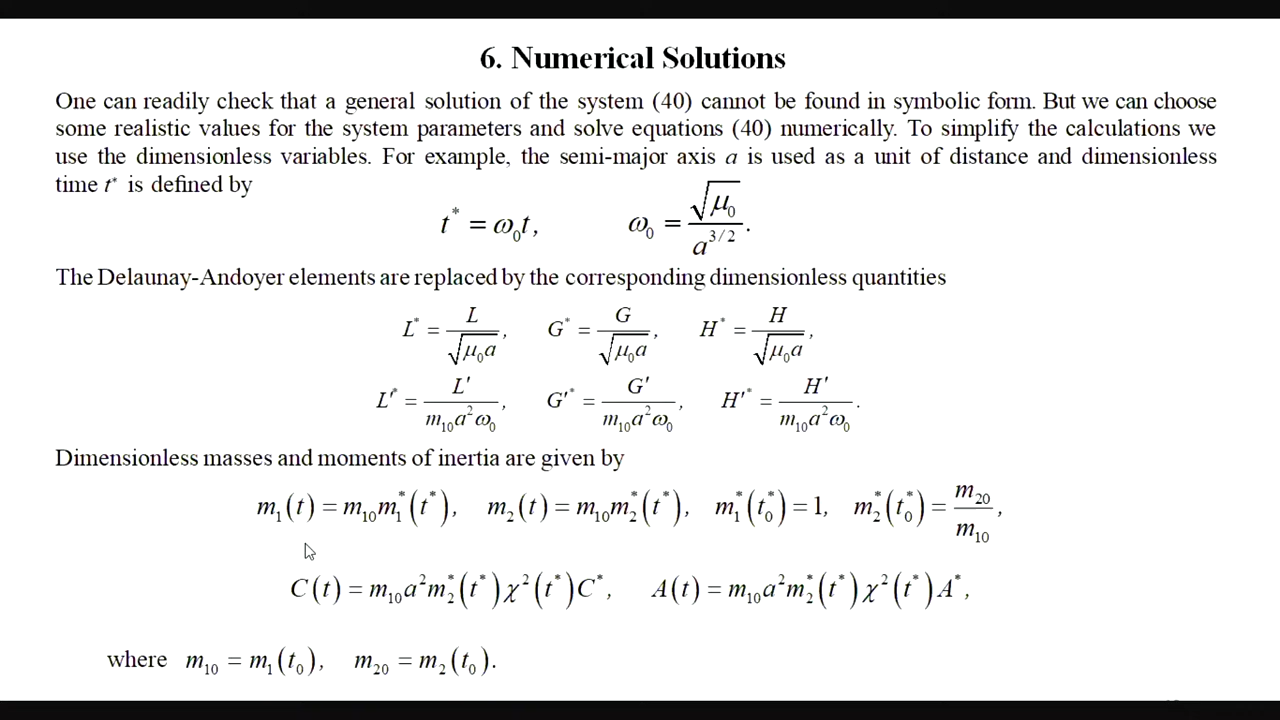 6. Numerical Solutions
One can readily check that a general solution of the system (40) cannot be found in symbolic form. But we can choose
some realistic values for the system parameters and solve equations (40) numerically. To simplify the calculations we
use the dimensionless variables. For example, the semi-major axis a is used as a unit of distance and dimensionless
time t* is defined by
t* = ω₀t, ω₀ = √μ₀ / a^{3/2}.
The Delaunay-Andoyer elements are replaced by the corresponding dimensionless quantities
L* = L / √(μ₀a), G* = G / √(μ₀a), H* = H / √(μ₀a),
L'* = L' / (m₁₀a²ω₀), G'* = G' / (m₁₀a²ω₀), H'* = H' / (m₁₀a²ω₀).
Dimensionless masses and moments of inertia are given by
m₁(t) = m₁₀m₁*(t*), m₂(t) = m₁₀m₂*(t*), m₁*(t₀*) = 1, m₂*(t₀*) = m₂₀ / m₁₀,
C(t) = m₁₀a²m₂*(t*)χ²(t*)C*, A(t) = m₁₀a²m₂*(t*)χ²(t*)A*,
where m₁₀ = m₁(t₀), m₂₀ = m₂(t₀).